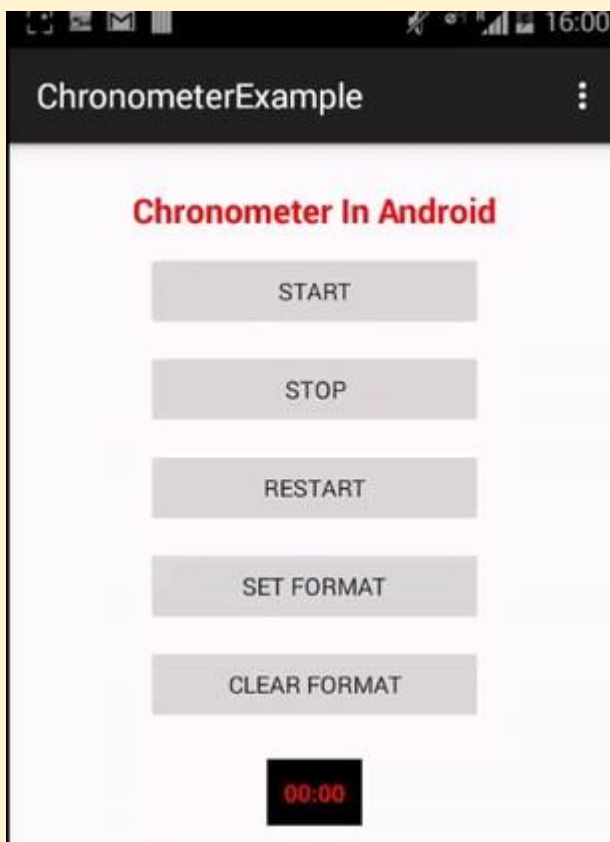 16:00
ChronometerExample
Chronometer In Android
START
STOP
RESTART
SET FORMAT
CLEAR FORMAT
00:00